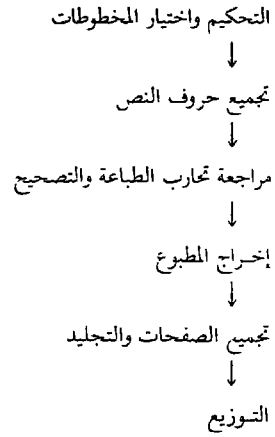 التحكيم واختيار المخطوطات
↓
تجميع حروف النص
↓
مراجعة تجارب الطباعة والتصحيح
↓
إخراج المطبوع
↓
تجميع الصفحات والتجليد
↓
التوزيع